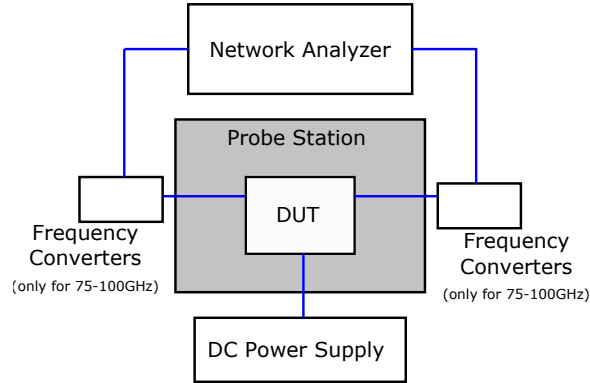 Network Analyzer
Probe Station
DUT
Frequency
Converters
(only for 75-100GHz)
Frequency
Converters
(only for 75-100GHz)
DC Power Supply